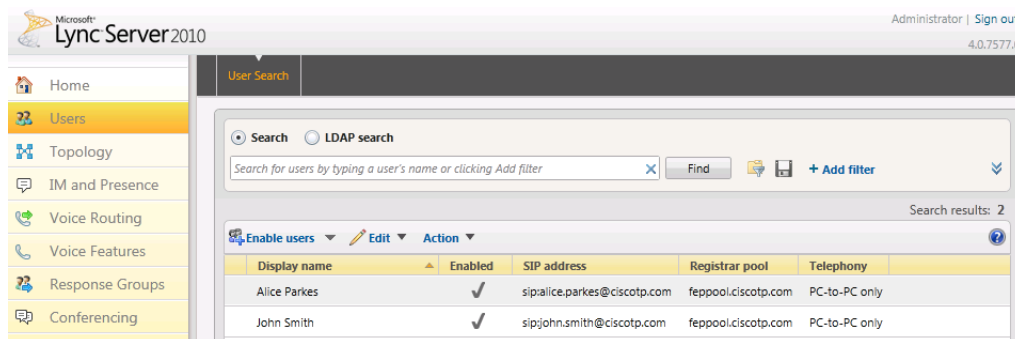 Microsoft®
Lync Server 2010
Administrator | Sign out
4.0.7577.
Home
Users
Topology
IM and Presence
Voice Routing
Voice Features
Response Groups
Conferencing
User Search
Search LDAP search
Search for users by typing a user's name or clicking Add filter
Find
+ Add filter
Search results: 2
Enable users Edit Action
Display name Enabled SIP address Registrar pool Telephony
Alice Parkes sip:alice.parkes@ciscotp.com feppool.ciscotp.com PC-to-PC only
John Smith sip:john.smith@ciscotp.com feppool.ciscotp.com PC-to-PC only